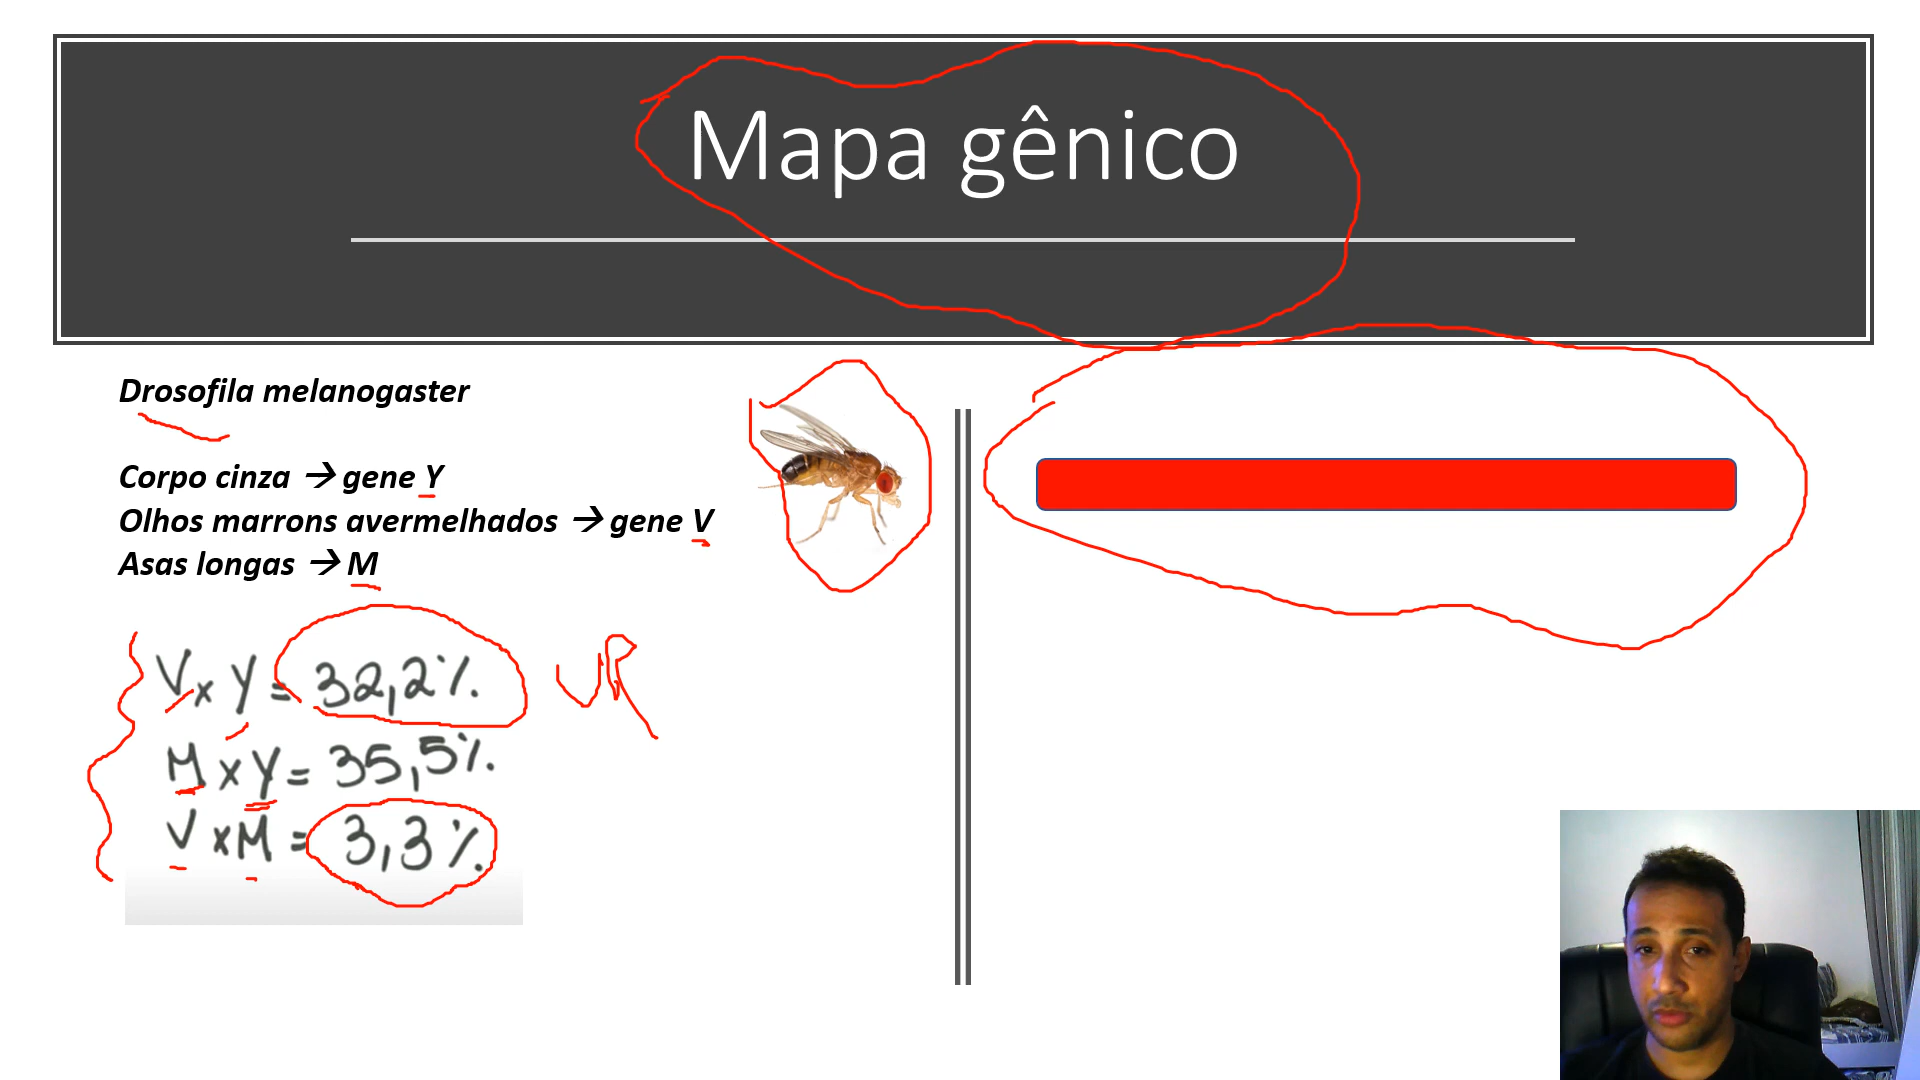 Mapa gênico
Drosofila melanogaster
Corpo cinza → gene Y
Olhos marrons avermelhados → gene V
Asas longas → M
V x Y = 32,2%
UR
M x Y = 35,5%
V x M = 3,3%